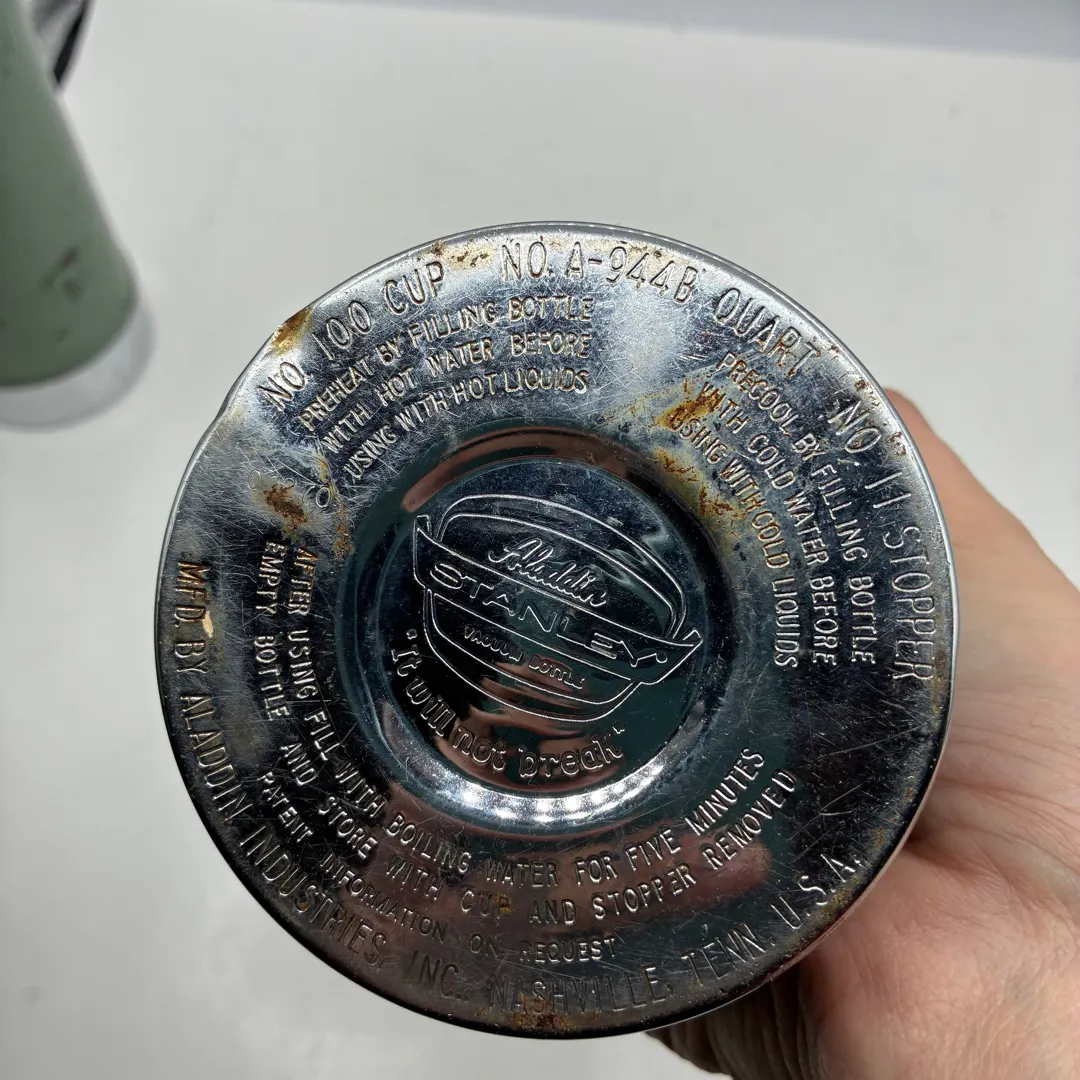 NO. 100 CUP NO. A-944B QUART NO. 11 STOPPER
PREHEAT BY FILLING BOTTLE
WITH HOT WATER BEFORE
USING WITH HOT LIQUIDS
PRECOOL BY FILLING BOTTLE
WITH COLD WATER BEFORE
USING WITH COLD LIQUIDS
Aladdin
STANLEY
VACUUM BOTTLE
"It will not break"
AFTER USING FILL WITH BOILING WATER FOR FIVE MINUTES
EMPTY BOTTLE AND STORE WITH CUP AND STOPPER REMOVED
PATENT INFORMATION ON REQUEST
MFD. BY ALADDIN INDUSTRIES, INC., NASHVILLE, TENN. U.S.A.